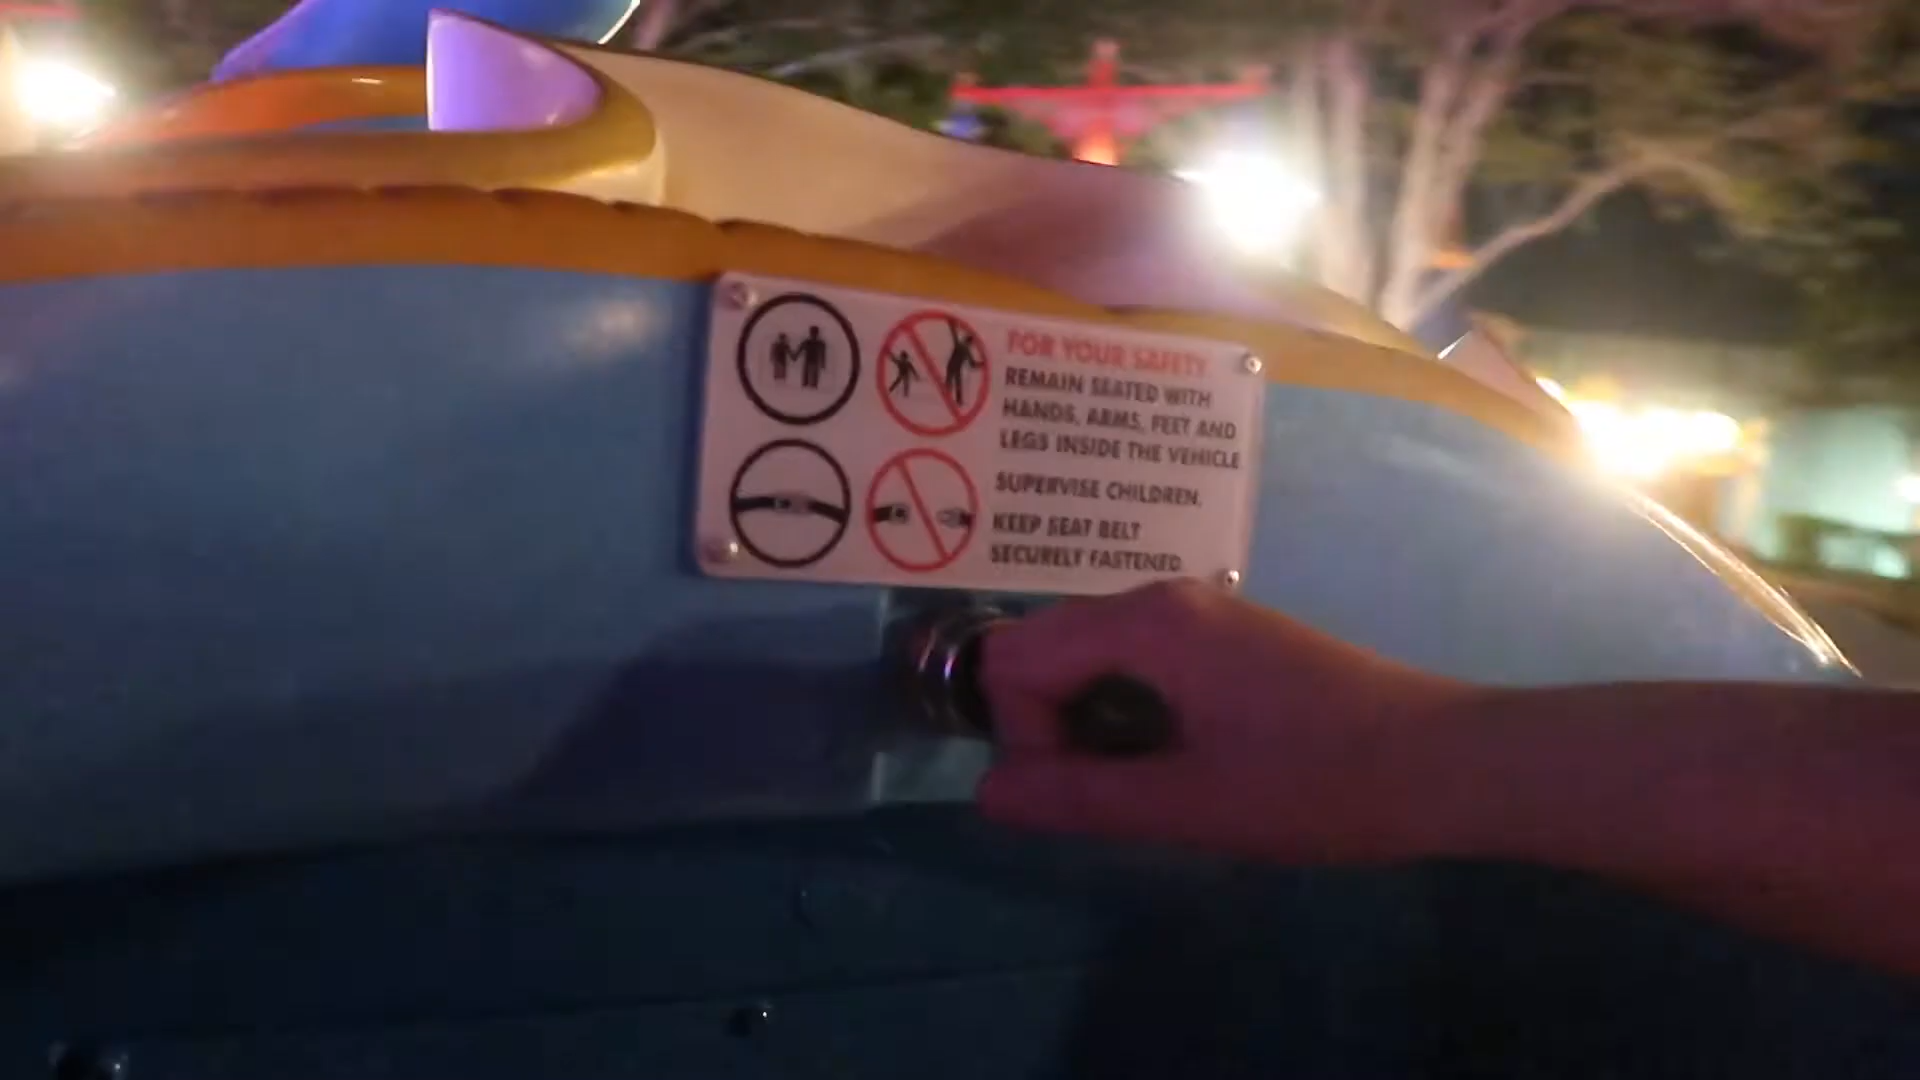 FOR YOUR SAFETY
REMAIN SEATED WITH
HANDS, ARMS, FEET AND
LEGS INSIDE THE VEHICLE
SUPERVISE CHILDREN.
KEEP SEAT BELT
SECURELY FASTENED